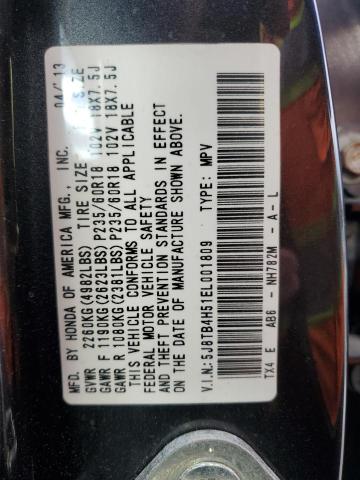 MFD. BY HONDA OF AMERICA MFG., INC. 04/13
GVWR 2260KG(4982LBS) TIRE SIZE SIZE
GAWR F 1190KG(2623LBS)P235/60R18 102V 18X7.5J
GAWR R 1080KG(2381LBS)P235/60R18 102V 18X7.5J
THIS VEHICLE CONFORMS TO ALL APPLICABLE
FEDERAL MOTOR VEHICLE SAFETY
AND THEFT PREVENTION STANDARDS IN EFFECT
ON THE DATE OF MANUFACTURE SHOWN ABOVE.
V.I.N.:5J8TB4H51EL001809 TYPE: MPV
TX4 E AB6 - NH782M - A - L